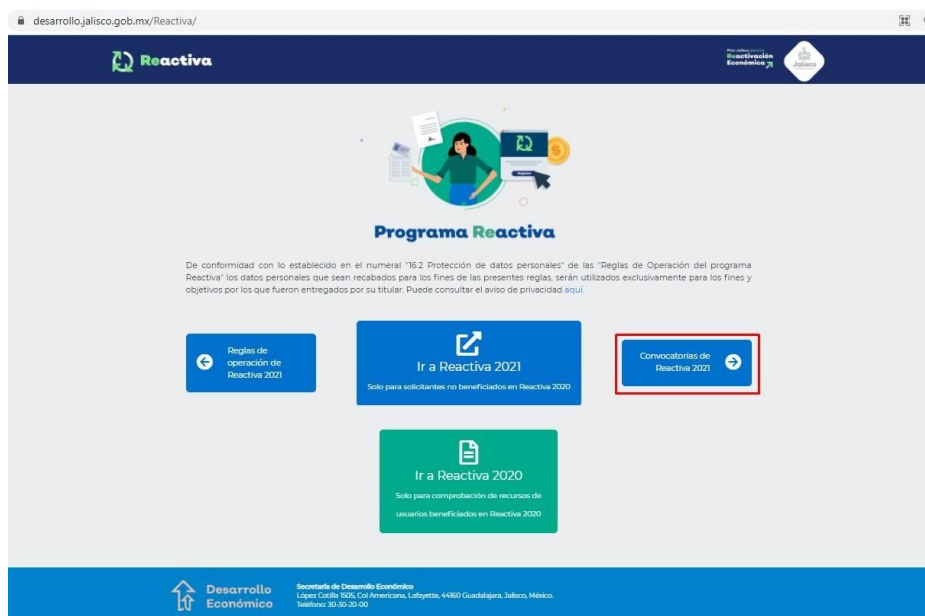 desarrollo.jalisco.gob.mx/Reactiva/
Reactiva
Reactivación
Económica
Jalisco
Programa Reactiva
De conformidad con lo establecido en el numeral "16.2 Protección de datos personales" de las "Reglas de Operación del programa
Reactiva" los datos personales que sean recabados para los fines de las presentes reglas, serán utilizados exclusivamente para los fines y
objetivos por los que fueron entregados por su titular. Puede consultar el aviso de privacidad aquí.
Reglas de
operación de
Reactiva 2021
Ir a Reactiva 2021
Solo para solicitantes no beneficiados en Reactiva 2020
Convocatorias de
Reactiva 2021
Ir a Reactiva 2020
Solo para comprobación de recursos de
usuarios beneficiados en Reactiva 2020
Desarrollo
Económico
Secretaría de Desarrollo Económico
López Cotilla 1505, Col Americana, Lafayette, 44160 Guadalajara, Jalisco, México.
Teléfono: 30-30-20-00